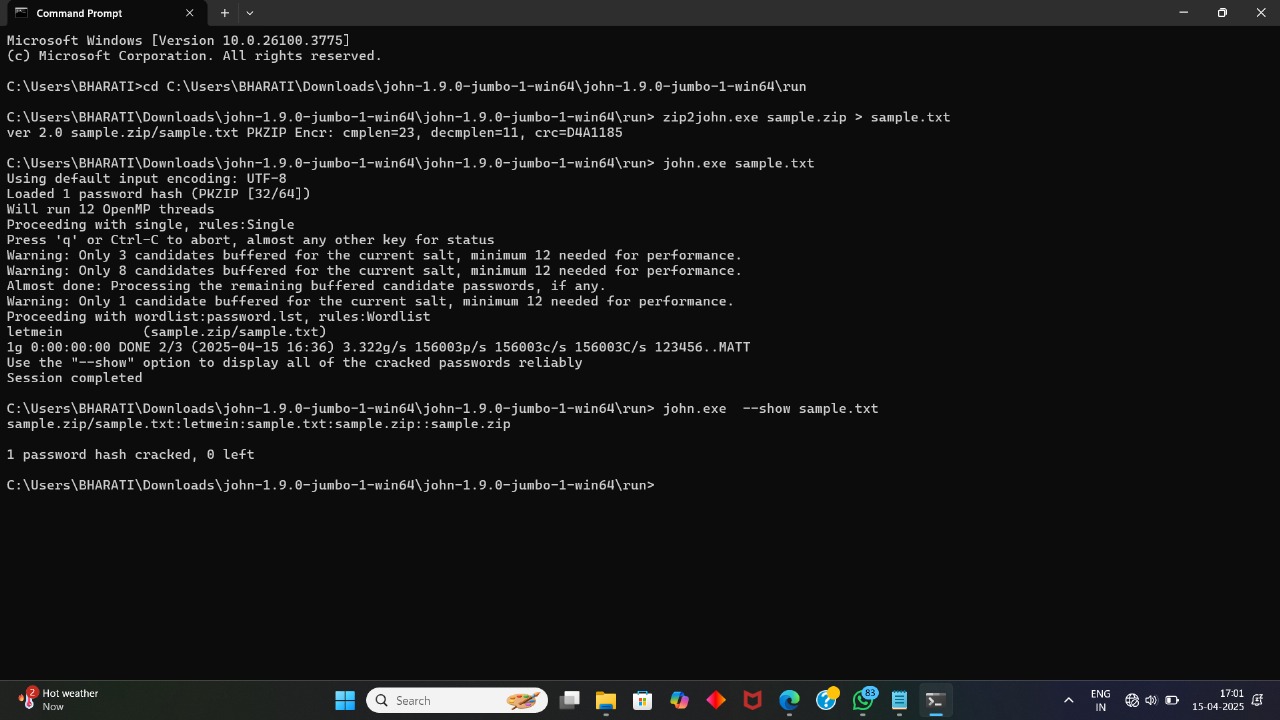 Command Prompt
Microsoft Windows [Version 10.0.26100.3775]
(c) Microsoft Corporation. All rights reserved.
C:\Users\BHARATI>cd C:\Users\BHARATI\Downloads\john-1.9.0-jumbo-1-win64\john-1.9.0-jumbo-1-win64\run
C:\Users\BHARATI\Downloads\john-1.9.0-jumbo-1-win64\john-1.9.0-jumbo-1-win64\run> zip2john.exe sample.zip > sample.txt
ver 2.0 sample.zip/sample.txt PKZIP Encr: cmplen=23, decmplen=11, crc=D4A1185
C:\Users\BHARATI\Downloads\john-1.9.0-jumbo-1-win64\john-1.9.0-jumbo-1-win64\run> john.exe sample.txt
Using default input encoding: UTF-8
Loaded 1 password hash (PKZIP [32/64])
Will run 12 OpenMP threads
Proceeding with single, rules:Single
Press 'q' or Ctrl-C to abort, almost any other key for status
Warning: Only 3 candidates buffered for the current salt, minimum 12 needed for performance.
Warning: Only 8 candidates buffered for the current salt, minimum 12 needed for performance.
Almost done: Processing the remaining buffered candidate passwords, if any.
Warning: Only 1 candidate buffered for the current salt, minimum 12 needed for performance.
Proceeding with wordlist:password.lst, rules:Wordlist
letmein          (sample.zip/sample.txt)
1g 0:00:00:00 DONE 2/3 (2025-04-15 16:36) 3.322g/s 156003p/s 156003c/s 156003C/s 123456..MATT
Use the "--show" option to display all of the cracked passwords reliably
Session completed
C:\Users\BHARATI\Downloads\john-1.9.0-jumbo-1-win64\john-1.9.0-jumbo-1-win64\run> john.exe  --show sample.txt
sample.zip/sample.txt:letmein:sample.txt:sample.zip::sample.zip
1 password hash cracked, 0 left
C:\Users\BHARATI\Downloads\john-1.9.0-jumbo-1-win64\john-1.9.0-jumbo-1-win64\run>
2
Hot weather
Now
Search
83
ENG
IN
17:01
15-04-2025